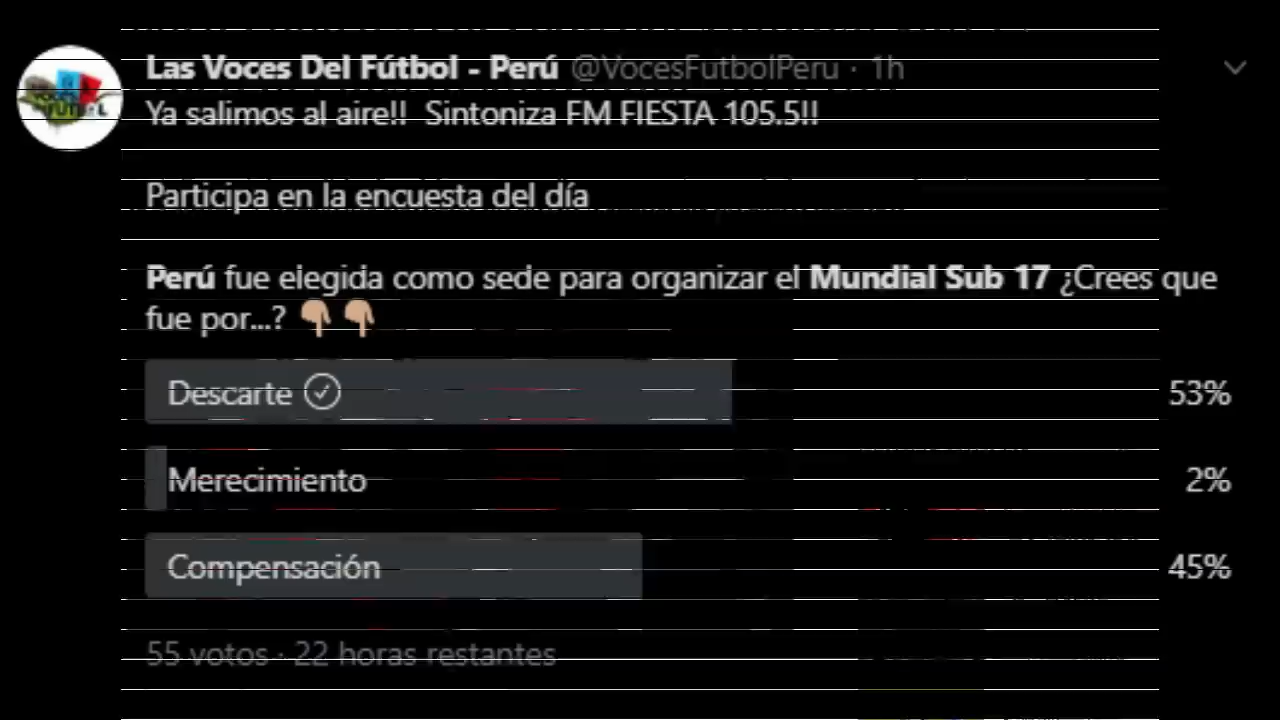 Las Voces Del Fútbol - Perú @VocesFutbolPeru · 1h
Ya salimos al aire!! Sintoniza FM FIESTA 105.5!!
Participa en la encuesta del día
Perú fue elegida como sede para organizar el Mundial Sub 17 ¿Crees que
fue por...? 👇🏼👇🏼
Descarte 53%
Merecimiento 2%
Compensación 45%
55 votos · 22 horas restantes